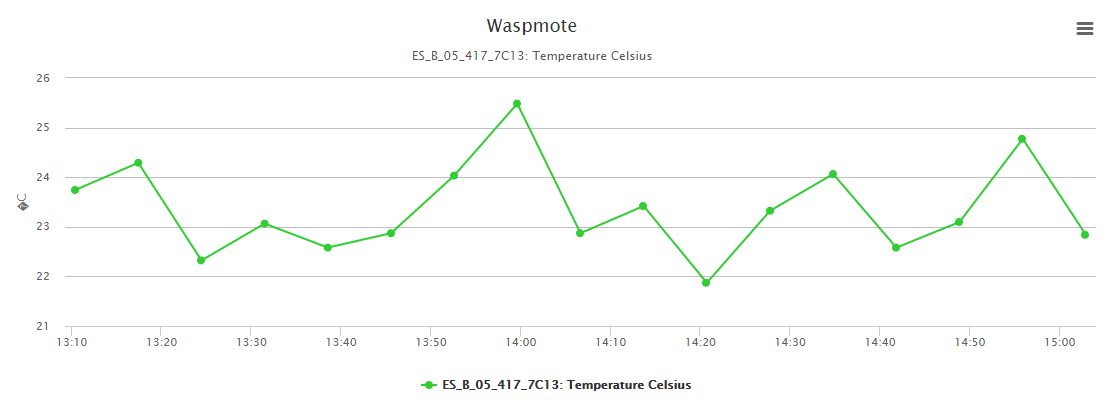 Waspmote
ES_B_05_417_7C13: Temperature Celsius
26
25
24
23
22
21
�C
13:10 13:20 13:30 13:40 13:50 14:00 14:10 14:20 14:30 14:40 14:50 15:00
ES_B_05_417_7C13: Temperature Celsius